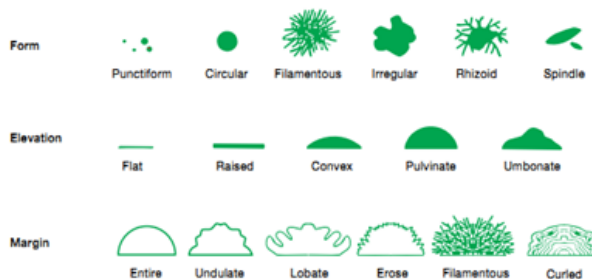 Form
Punctiform Circular Filamentous Irregular Rhizoid Spindle
Elevation
Flat Raised Convex Pulvinate Umbonate
Margin
Entire Undulate Lobate Erose Filamentous Curled